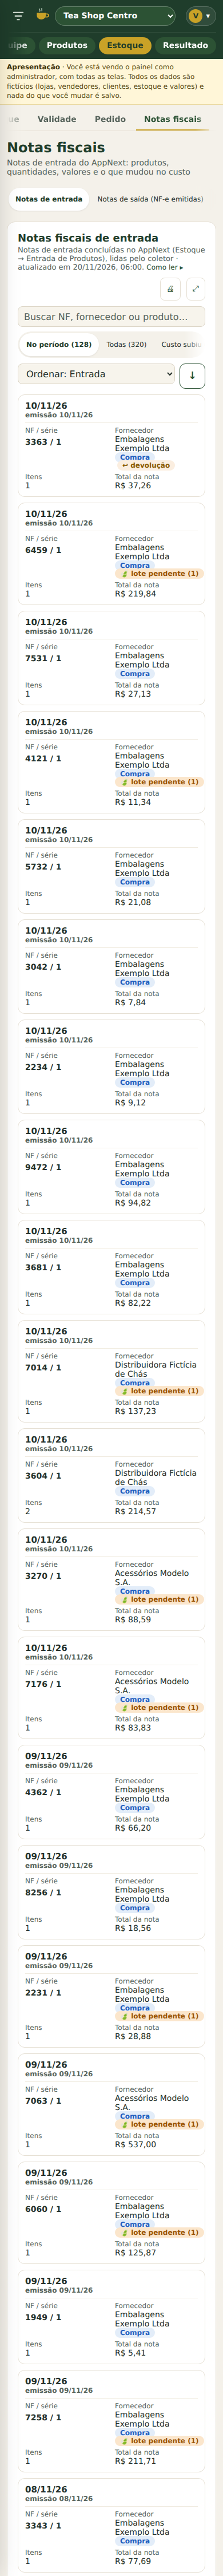 Tea Shop Centro
V
uipe Produtos Estoque Resultado
Apresentação · Você está vendo o painel como
administrador, com todas as telas. Todos os dados são
fictícios (lojas, vendedores, clientes, estoque e valores) e
nada do que você mudar é salvo.
ue Validade Pedido Notas fiscais
Notas fiscais
Notas de entrada do AppNext: produtos,
quantidades, valores e o que mudou no custo
Notas de entrada Notas de saída (NF-e emitidas)
Notas fiscais de entrada
Notas de entrada concluídas no AppNext (Estoque
→ Entrada de Produtos), lidas pelo coletor ·
atualizado em 20/11/2026, 06:00. Como ler ▸
Buscar NF, fornecedor ou produto…
No período (128) Todas (320) Custo subiu
Ordenar: Entrada ↓
10/11/26
emissão 10/11/26
NF / série Fornecedor
3363 / 1 Embalagens
Exemplo Ltda
Compra
↩ devolução
Itens Total da nota
1 R$ 37,26
10/11/26
emissão 10/11/26
NF / série Fornecedor
6459 / 1 Embalagens
Exemplo Ltda
Compra
lote pendente (1)
Itens Total da nota
1 R$ 219,84
10/11/26
emissão 10/11/26
NF / série Fornecedor
7531 / 1 Embalagens
Exemplo Ltda
Compra
Itens Total da nota
1 R$ 27,13
10/11/26
emissão 10/11/26
NF / série Fornecedor
4121 / 1 Embalagens
Exemplo Ltda
Compra
lote pendente (1)
Itens Total da nota
1 R$ 11,34
10/11/26
emissão 10/11/26
NF / série Fornecedor
5732 / 1 Embalagens
Exemplo Ltda
Compra
Itens Total da nota
1 R$ 21,08
10/11/26
emissão 10/11/26
NF / série Fornecedor
3042 / 1 Embalagens
Exemplo Ltda
Compra
Itens Total da nota
1 R$ 7,84
10/11/26
emissão 10/11/26
NF / série Fornecedor
2234 / 1 Embalagens
Exemplo Ltda
Compra
Itens Total da nota
1 R$ 9,12
10/11/26
emissão 10/11/26
NF / série Fornecedor
9472 / 1 Embalagens
Exemplo Ltda
Compra
Itens Total da nota
1 R$ 94,82
10/11/26
emissão 10/11/26
NF / série Fornecedor
3681 / 1 Embalagens
Exemplo Ltda
Compra
Itens Total da nota
1 R$ 82,22
10/11/26
emissão 10/11/26
NF / série Fornecedor
7014 / 1 Distribuidora Fictícia
de Chás
Compra
lote pendente (1)
Itens Total da nota
1 R$ 137,23
10/11/26
emissão 10/11/26
NF / série Fornecedor
3604 / 1 Distribuidora Fictícia
de Chás
Compra
Itens Total da nota
2 R$ 214,57
10/11/26
emissão 10/11/26
NF / série Fornecedor
3270 / 1 Acessórios Modelo
S.A.
Compra
lote pendente (1)
Itens Total da nota
1 R$ 88,59
10/11/26
emissão 10/11/26
NF / série Fornecedor
7176 / 1 Acessórios Modelo
S.A.
Compra
lote pendente (1)
Itens Total da nota
1 R$ 83,83
09/11/26
emissão 09/11/26
NF / série Fornecedor
4362 / 1 Embalagens
Exemplo Ltda
Compra
Itens Total da nota
1 R$ 66,20
09/11/26
emissão 09/11/26
NF / série Fornecedor
8256 / 1 Embalagens
Exemplo Ltda
Compra
Itens Total da nota
1 R$ 18,56
09/11/26
emissão 09/11/26
NF / série Fornecedor
2231 / 1 Embalagens
Exemplo Ltda
Compra
lote pendente (1)
Itens Total da nota
1 R$ 28,88
09/11/26
emissão 09/11/26
NF / série Fornecedor
7063 / 1 Acessórios Modelo
S.A.
Compra
lote pendente (1)
Itens Total da nota
1 R$ 537,00
09/11/26
emissão 09/11/26
NF / série Fornecedor
6060 / 1 Embalagens
Exemplo Ltda
Compra
lote pendente (1)
Itens Total da nota
1 R$ 125,87
09/11/26
emissão 09/11/26
NF / série Fornecedor
1949 / 1 Embalagens
Exemplo Ltda
Compra
Itens Total da nota
1 R$ 5,41
09/11/26
emissão 09/11/26
NF / série Fornecedor
7258 / 1 Embalagens
Exemplo Ltda
Compra
lote pendente (1)
Itens Total da nota
1 R$ 211,71
08/11/26
emissão 08/11/26
NF / série Fornecedor
3343 / 1 Embalagens
Exemplo Ltda
Compra
Itens Total da nota
1 R$ 77,69